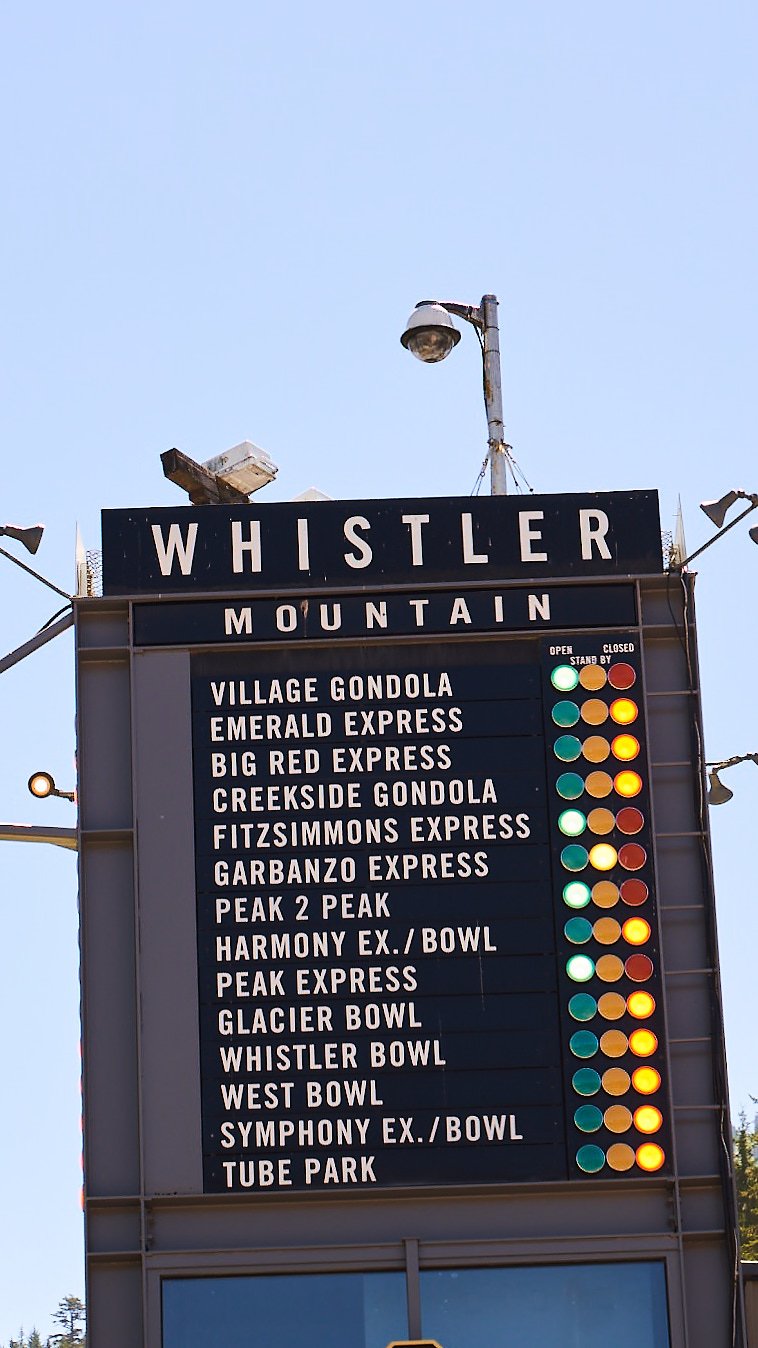 WHISTLER
MOUNTAIN
OPEN CLOSED
STAND BY
VILLAGE GONDOLA
EMERALD EXPRESS
BIG RED EXPRESS
CREEKSIDE GONDOLA
FITZSIMMONS EXPRESS
GARBANZO EXPRESS
PEAK 2 PEAK
HARMONY EX./BOWL
PEAK EXPRESS
GLACIER BOWL
WHISTLER BOWL
WEST BOWL
SYMPHONY EX./BOWL
TUBE PARK